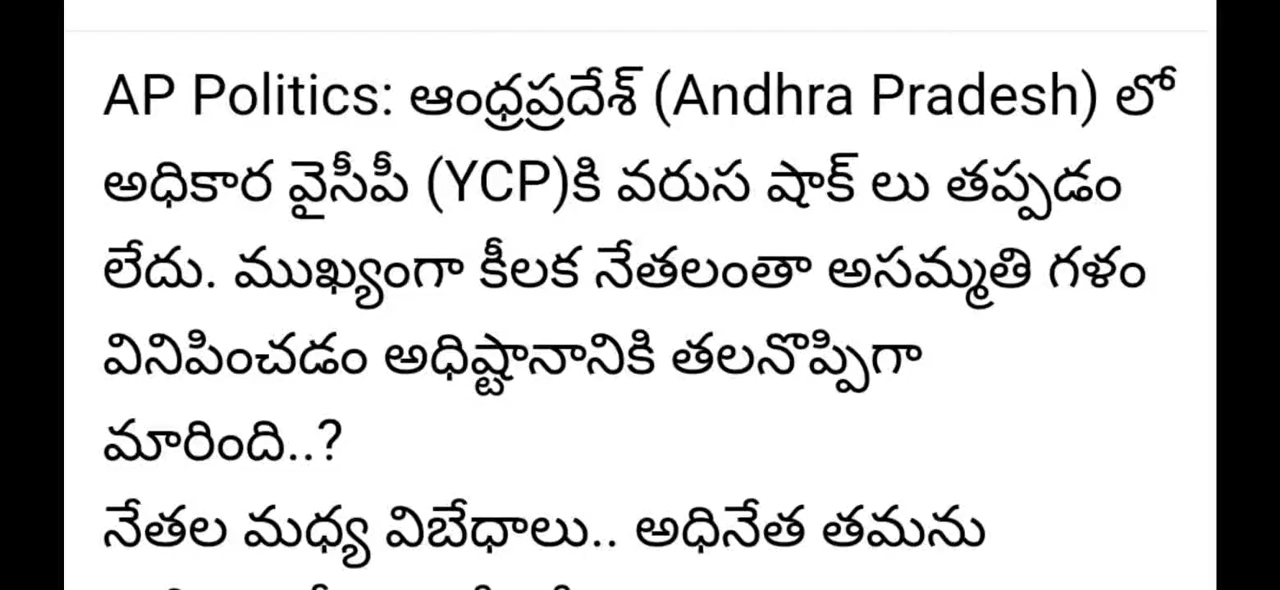 AP Politics: ఆంధ్రప్రదేశ్ (Andhra Pradesh) లో
అధికార వైసీపీ (YCP)కి వరుస షాక్ లు తప్పడం
లేదు. ముఖ్యంగా కీలక నేతలంతా అసమ్మతి గళం
వినిపించడం అధిష్టానానికి తలనొప్పిగా
మారింది..?
నేతల మధ్య విబేధాలు.. అధినేత తమను